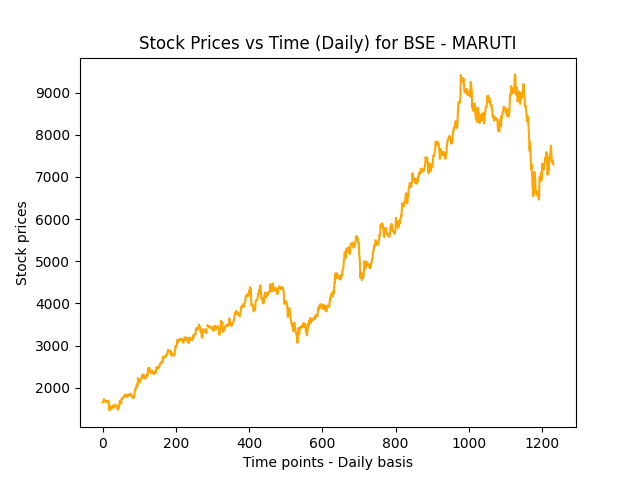 Stock Prices vs Time (Daily) for BSE - MARUTI
9000
8000
7000
6000
5000
4000
3000
2000
Stock prices
0 200 400 600 800 1000 1200
Time points - Daily basis